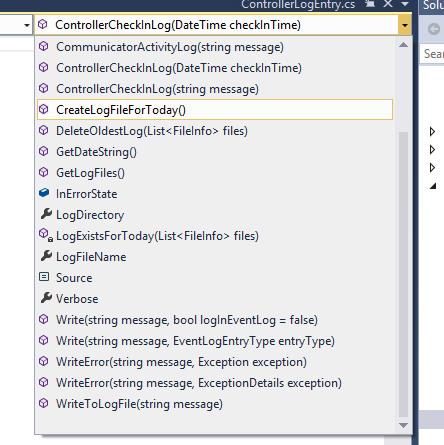 ControllerLogEntry.cs
Solu
ControllerCheckInLog(DateTime checkInTime)
Sear
CommunicatorActivityLog(string message)
ControllerCheckInLog(DateTime checkInTime)
ControllerCheckInLog(string message)
CreateLogFileForToday()
DeleteOldestLog(List<FileInfo> files)
GetDateString()
GetLogFiles()
InErrorState
LogDirectory
LogExistsForToday(List<FileInfo> files)
LogFileName
Source
Verbose
Write(string message, bool logInEventLog = false)
Write(string message, EventLogEntryType entryType)
WriteError(string message, Exception exception)
WriteError(string message, ExceptionDetails exception)
WriteToLogFile(string message)